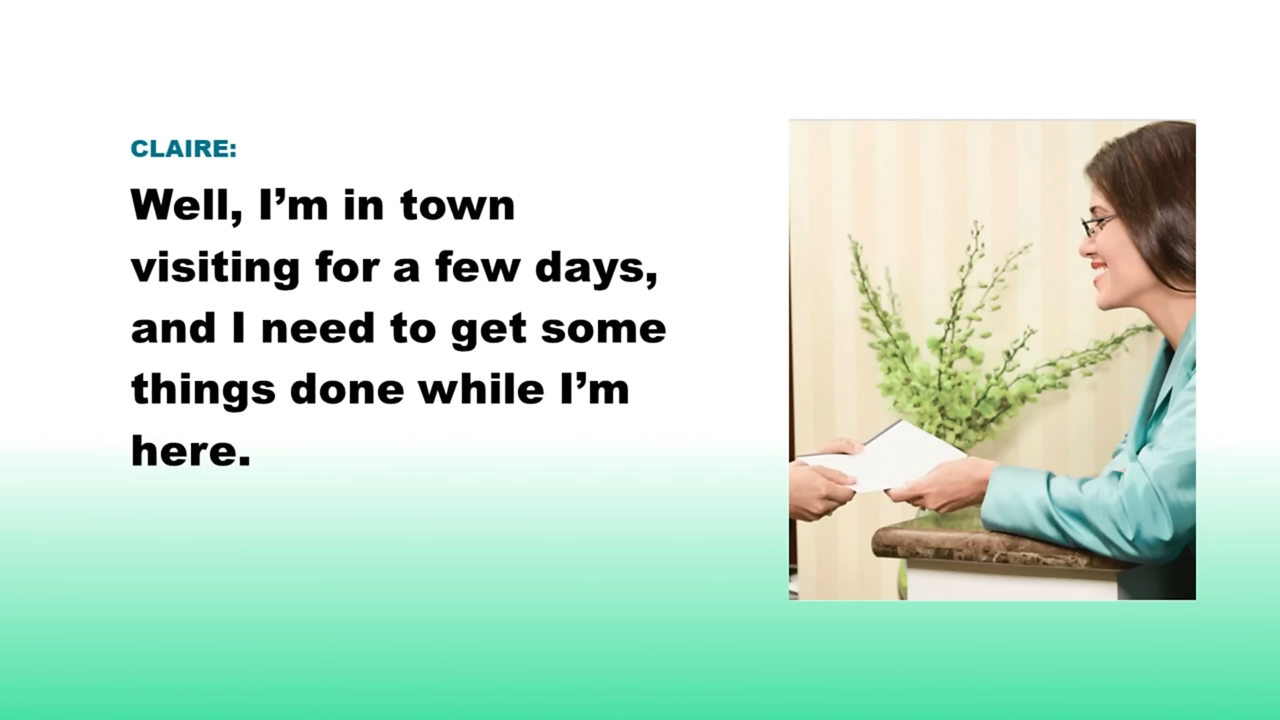 CLAIRE:
Well, I’m in town
visiting for a few days,
and I need to get some
things done while I’m
here.